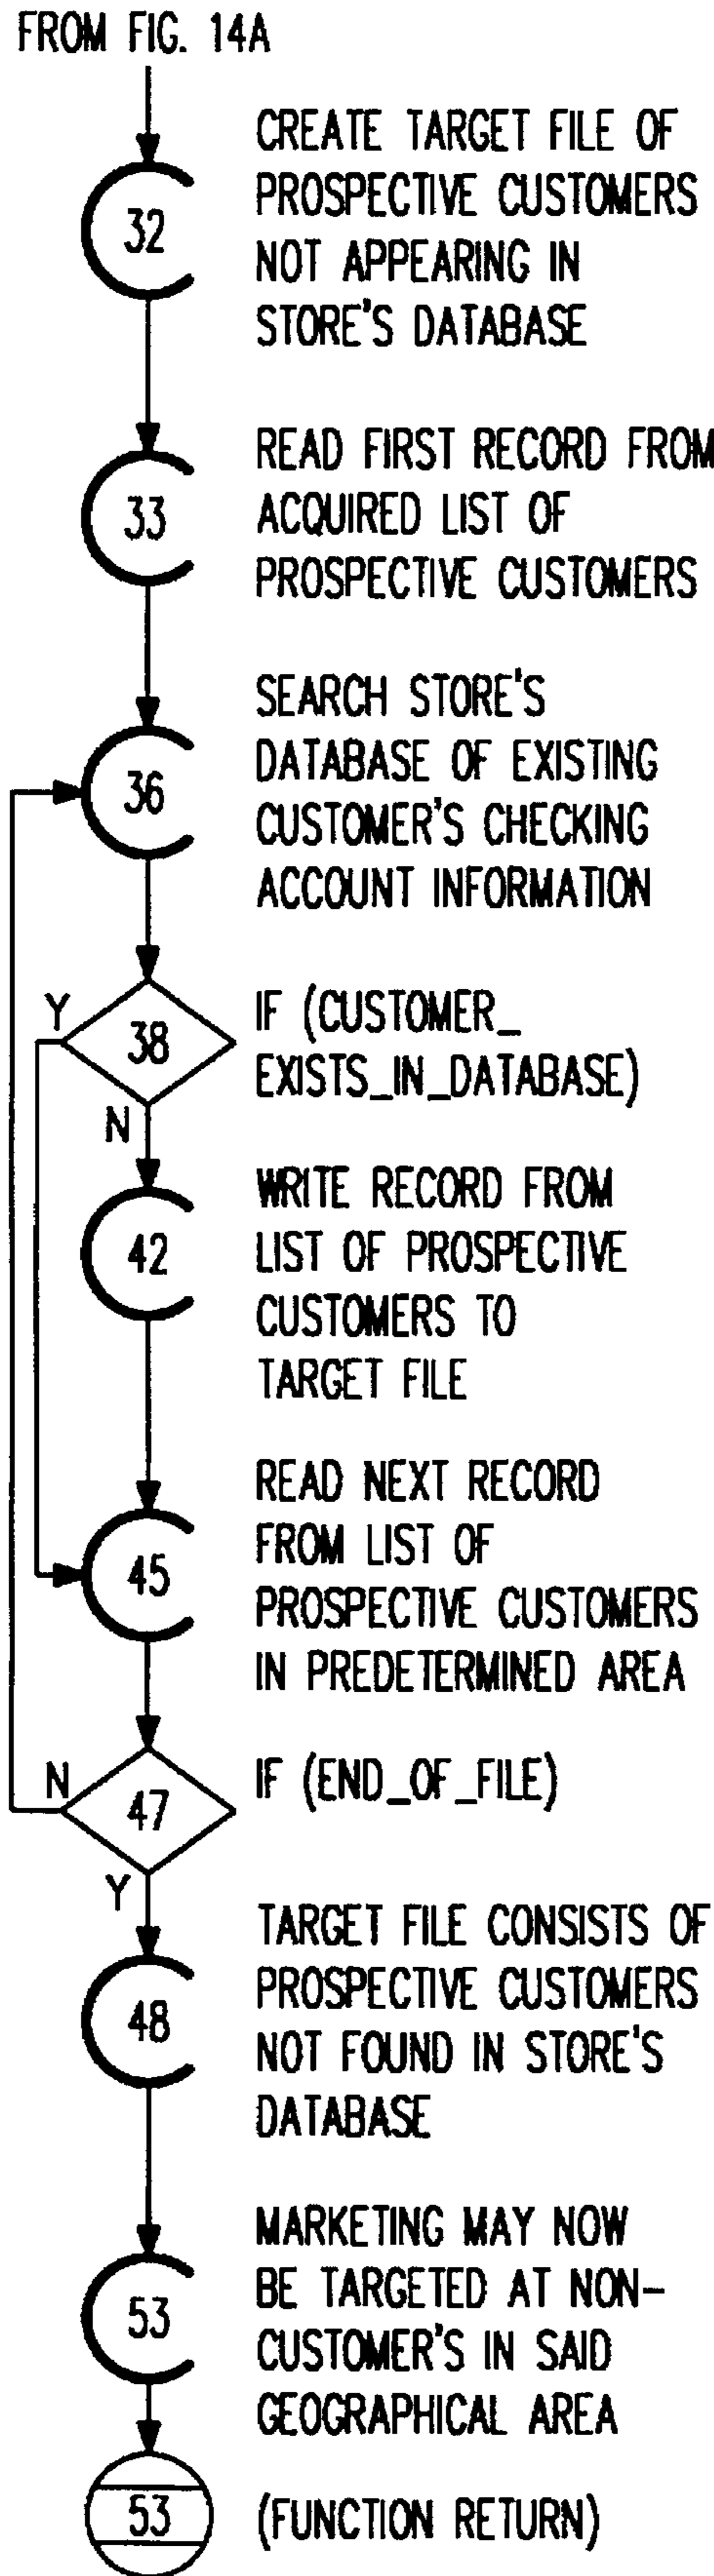 FROM FIG. 14A
32
CREATE TARGET FILE OF
PROSPECTIVE CUSTOMERS
NOT APPEARING IN
STORE'S DATABASE
33
READ FIRST RECORD FROM
ACQUIRED LIST OF
PROSPECTIVE CUSTOMERS
36
SEARCH STORE'S
DATABASE OF EXISTING
CUSTOMER'S CHECKING
ACCOUNT INFORMATION
Y
38
N
IF (CUSTOMER_
EXISTS_IN_DATABASE)
42
WRITE RECORD FROM
LIST OF PROSPECTIVE
CUSTOMERS TO
TARGET FILE
45
READ NEXT RECORD
FROM LIST OF
PROSPECTIVE CUSTOMERS
IN PREDETERMINED AREA
N
47
Y
IF (END_OF_FILE)
48
TARGET FILE CONSISTS OF
PROSPECTIVE CUSTOMERS
NOT FOUND IN STORE'S
DATABASE
53
MARKETING MAY NOW
BE TARGETED AT NON-
CUSTOMER'S IN SAID
GEOGRAPHICAL AREA
53
(FUNCTION RETURN)